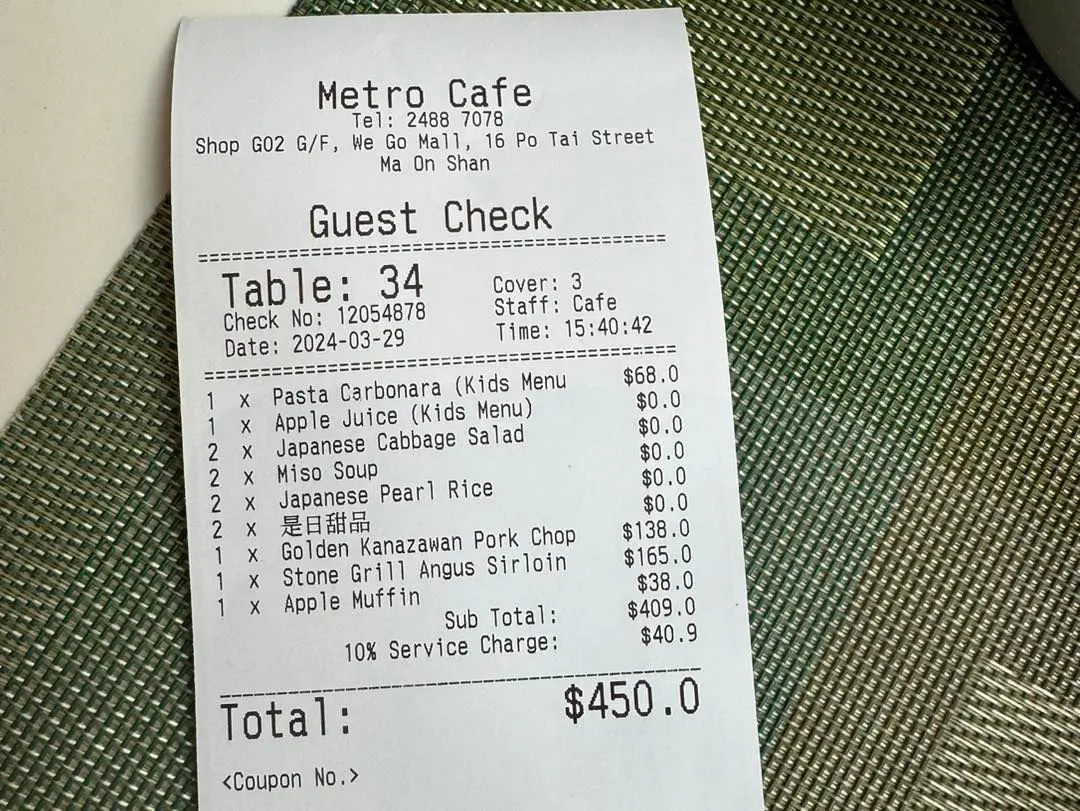 Metro Cafe
Tel: 2488 7078
Shop G02 G/F, We Go Mall, 16 Po Tai Street
Ma On Shan
Guest Check
================================================
Table: 34 Cover: 3
Check No: 12054878 Staff: Cafe
Date: 2024-03-29 Time: 15:40:42
================================================
1 x Pasta Carbonara (Kids Menu $68.0
1 x Apple Juice (Kids Menu) $0.0
2 x Japanese Cabbage Salad $0.0
2 x Miso Soup $0.0
2 x Japanese Pearl Rice $0.0
2 x 是日甜品 $0.0
1 x Golden Kanazawan Pork Chop $138.0
1 x Stone Grill Angus Sirloin $165.0
1 x Apple Muffin $38.0
Sub Total: $409.0
10% Service Charge: $40.9
------------------------------------------------
Total: $450.0
<Coupon No.>